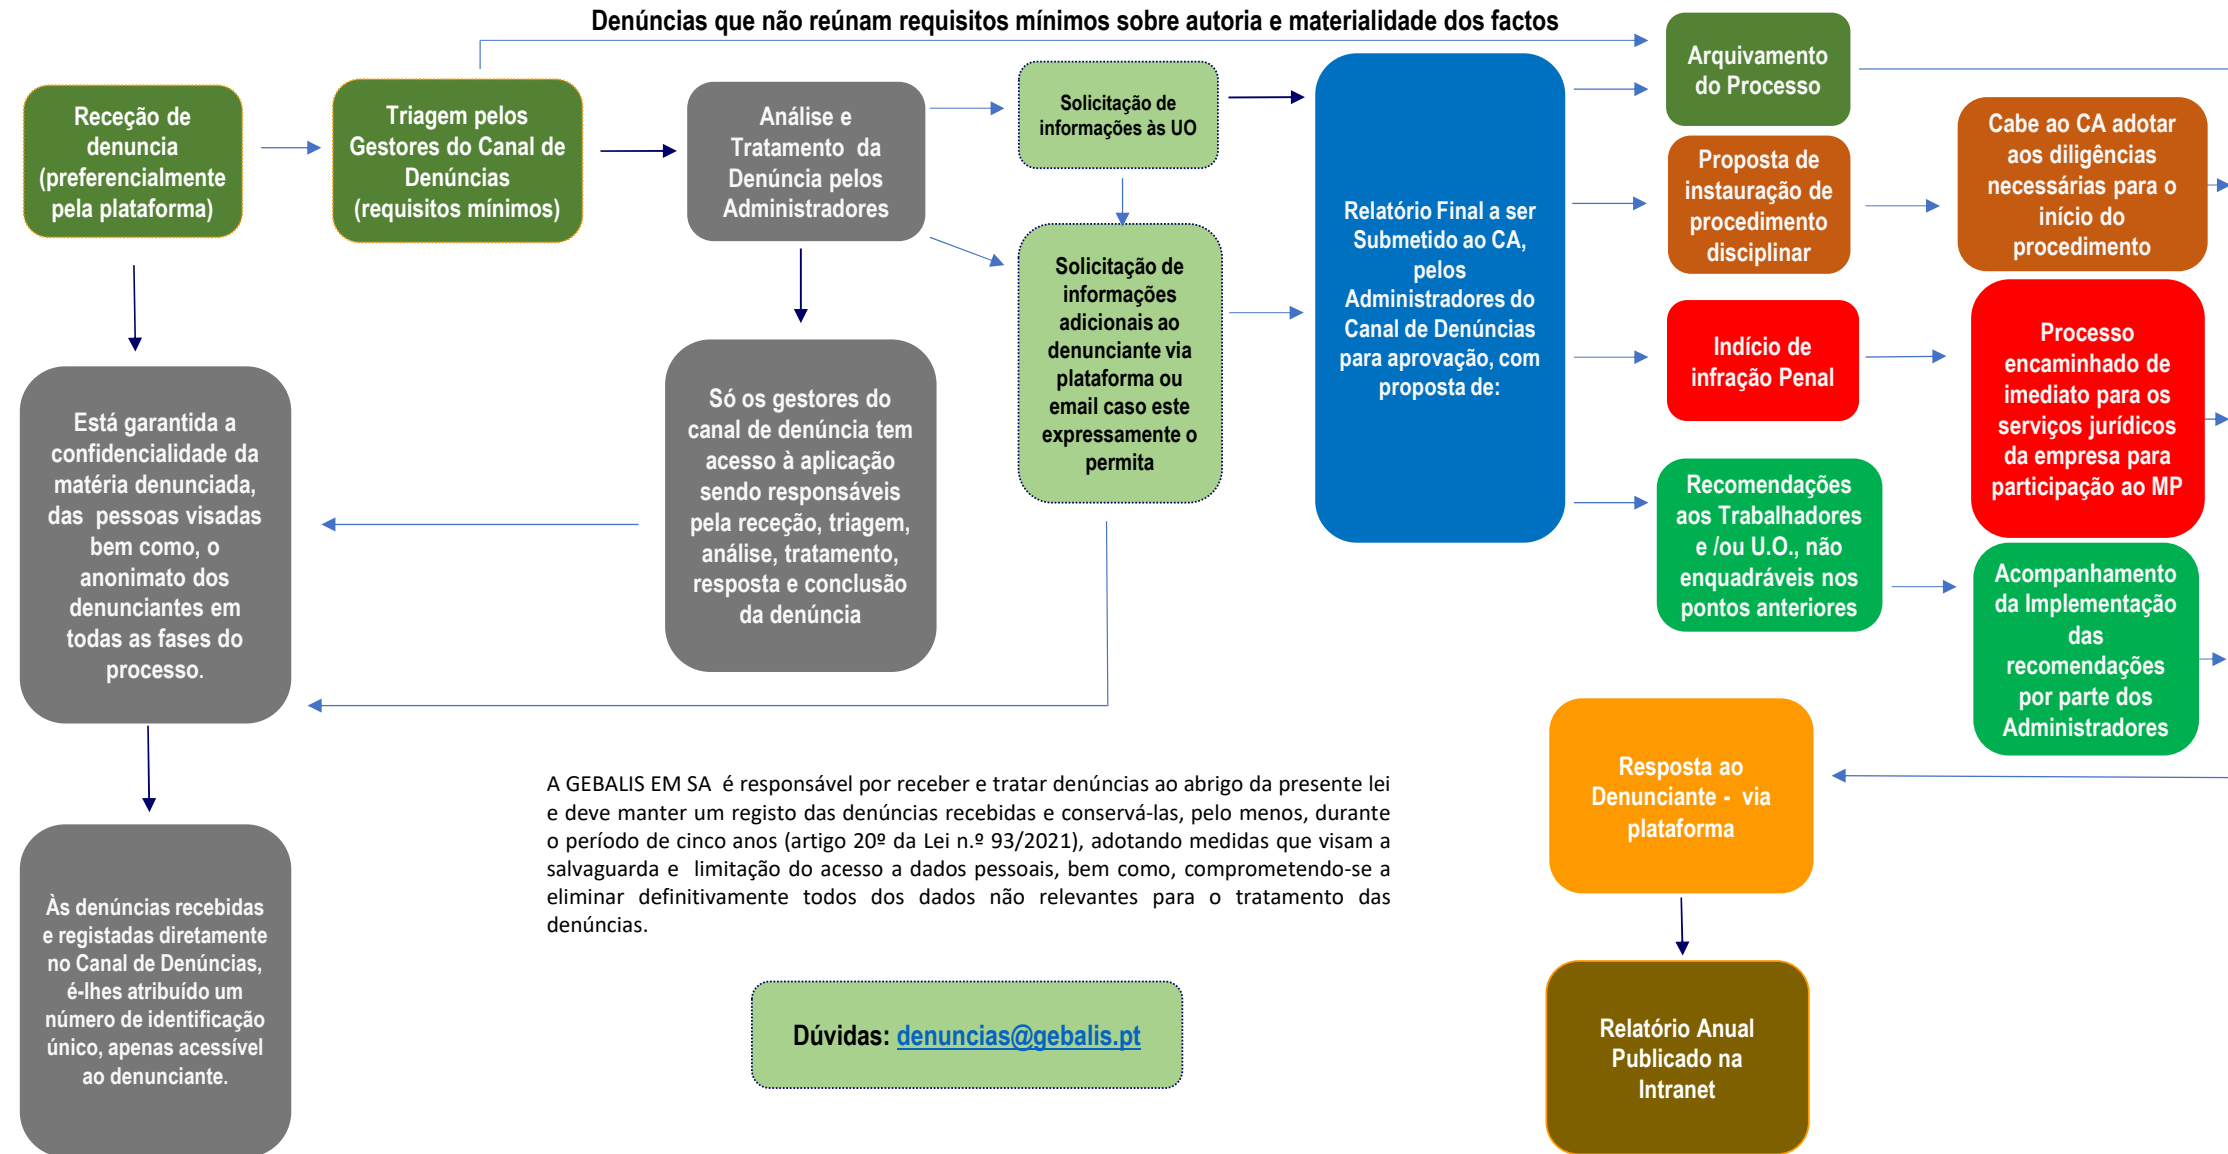 Denúncias que não reúnam requisitos mínimos sobre autoria e materialidade dos factos
Receção de
denuncia
(preferencialmente
pela plataforma)
Triagem pelos
Gestores do Canal de
Denúncias
(requisitos mínimos)
Análise e
Tratamento da
Denúncia pelos
Administradores
Solicitação de
informações às UO
Solicitação de
informações
adicionais ao
denunciante via
plataforma ou
email caso este
expressamente o
permita
Relatório Final a ser
Submetido ao CA,
pelos
Administradores do
Canal de Denúncias
para aprovação, com
proposta de:
Arquivamento
do Processo
Proposta de
instauração de
procedimento
disciplinar
Cabe ao CA adotar
aos diligências
necessárias para o
início do
procedimento
Indício de
infração Penal
Processo
encaminhado de
imediato para os
serviços jurídicos
da empresa para
participação ao MP
Recomendações
aos Trabalhadores
e /ou U.O., não
enquadráveis nos
pontos anteriores
Acompanhamento
da Implementação
das
recomendações
por parte dos
Administradores
Está garantida a
confidencialidade da
matéria denunciada,
das pessoas visadas
bem como, o
anonimato dos
denunciantes em
todas as fases do
processo.
Só os gestores do
canal de denúncia tem
acesso à aplicação
sendo responsáveis
pela receção, triagem,
análise, tratamento,
resposta e conclusão
da denúncia
Às denúncias recebidas
e registadas diretamente
no Canal de Denúncias,
é-lhes atribuído um
número de identificação
único, apenas acessível
ao denunciante.
A GEBALIS EM SA é responsável por receber e tratar denúncias ao abrigo da presente lei
e deve manter um registo das denúncias recebidas e conservá-las, pelo menos, durante
o período de cinco anos (artigo 20º da Lei n.º 93/2021), adotando medidas que visam a
salvaguarda e limitação do acesso a dados pessoais, bem como, comprometendo-se a
eliminar definitivamente todos dos dados não relevantes para o tratamento das
denúncias.
Dúvidas: denuncias@gebalis.pt
Resposta ao
Denunciante - via
plataforma
Relatório Anual
Publicado na
Intranet